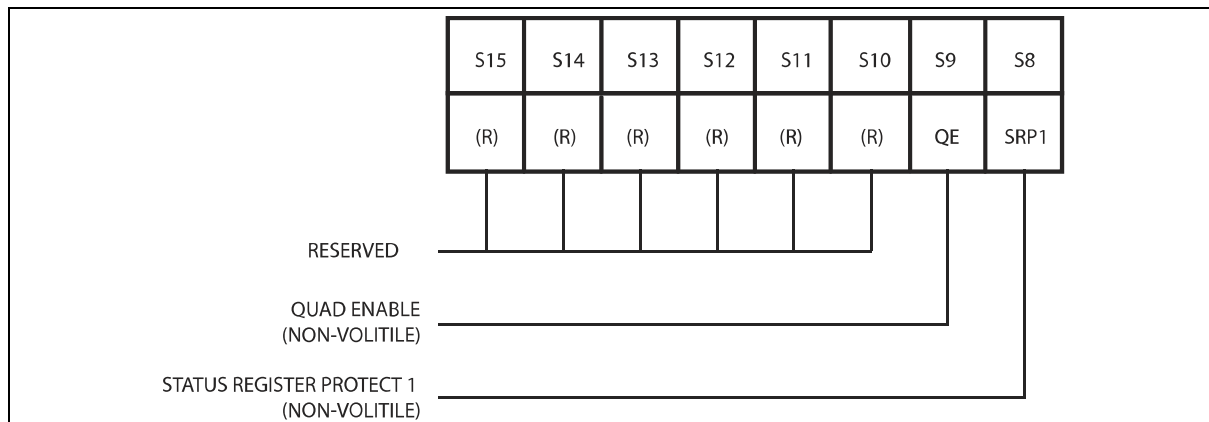 S15 S14 S13 S12 S11 S10 S9 S8
(R) (R) (R) (R) (R) (R) QE SRP1
RESERVED
QUAD ENABLE
(NON-VOLITILE)
STATUS REGISTER PROTECT 1
(NON-VOLITILE)